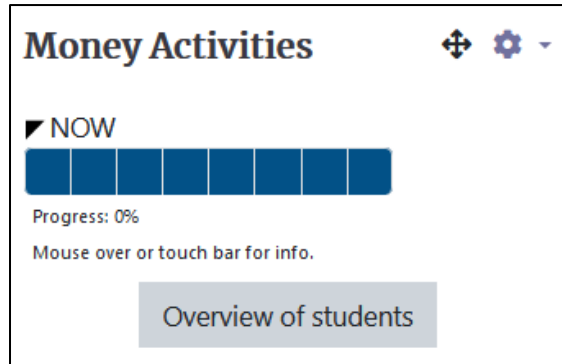 Money Activities
NOW
Progress: 0%
Mouse over or touch bar for info.
Overview of students